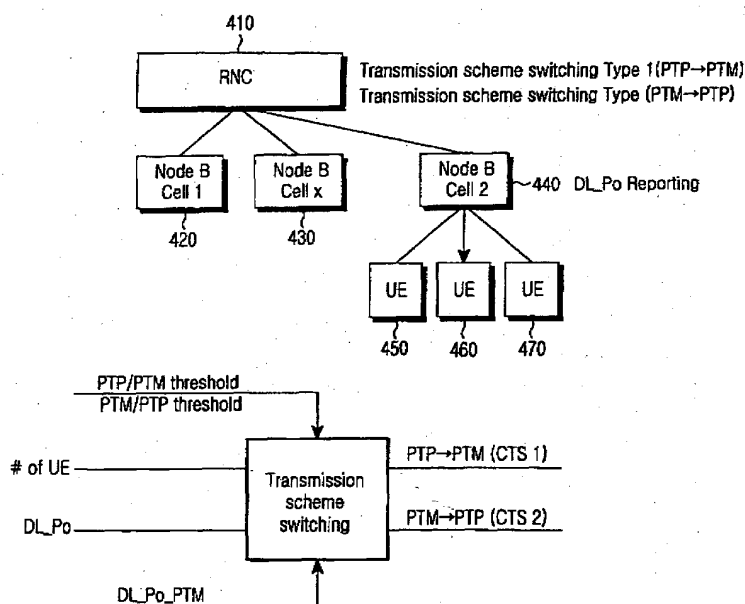 410
RNC
Transmission scheme switching Type 1(PTP→PTM)
Transmission scheme switching Type (PTM→PTP)
Node B
Cell 1
Node B
Cell x
Node B
Cell 2
440 DL_Po Reporting
420
430
UE
UE
UE
450
460
470
PTP/PTM threshold
PTM/PTP threshold
# of UE
DL_Po
Transmission
scheme
switching
PTP→PTM (CTS 1)
PTM→PTP (CTS 2)
DL_Po_PTM